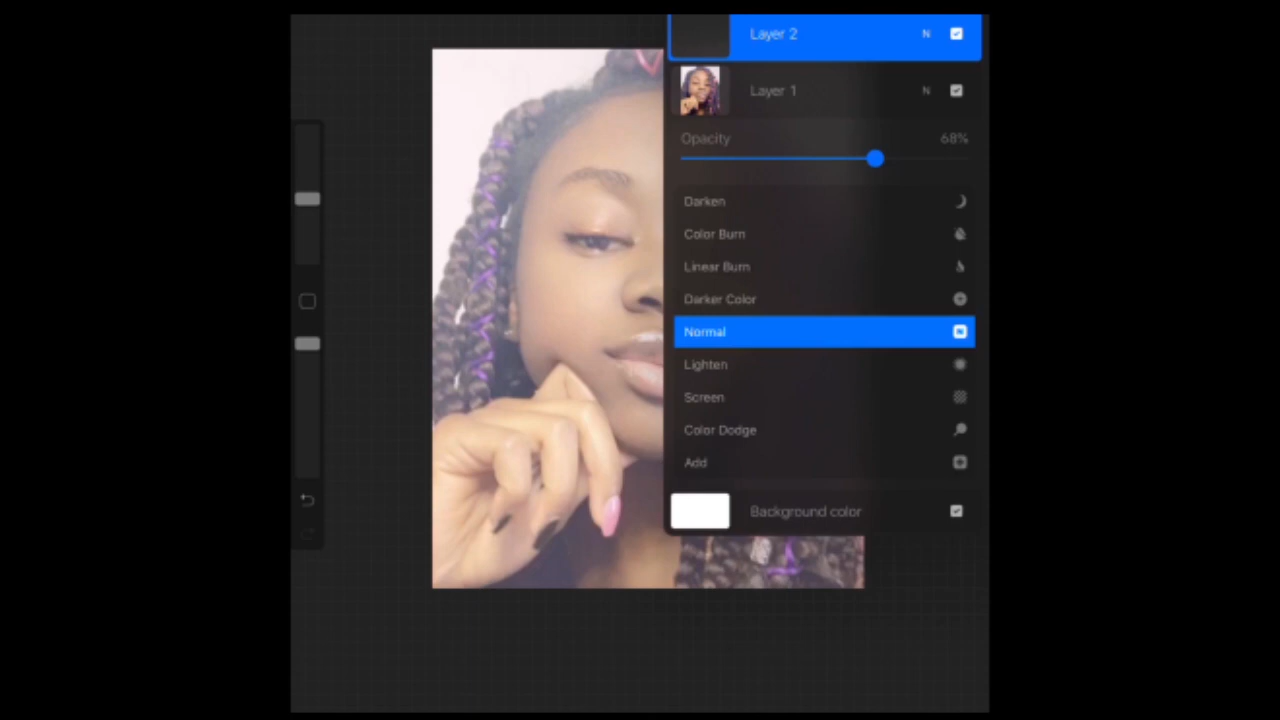 Layer 2 N
Layer 1 N
Opacity 68%
Darken
Color Burn
Linear Burn
Darker Color
Normal N
Lighten
Screen
Color Dodge
Add
Background color